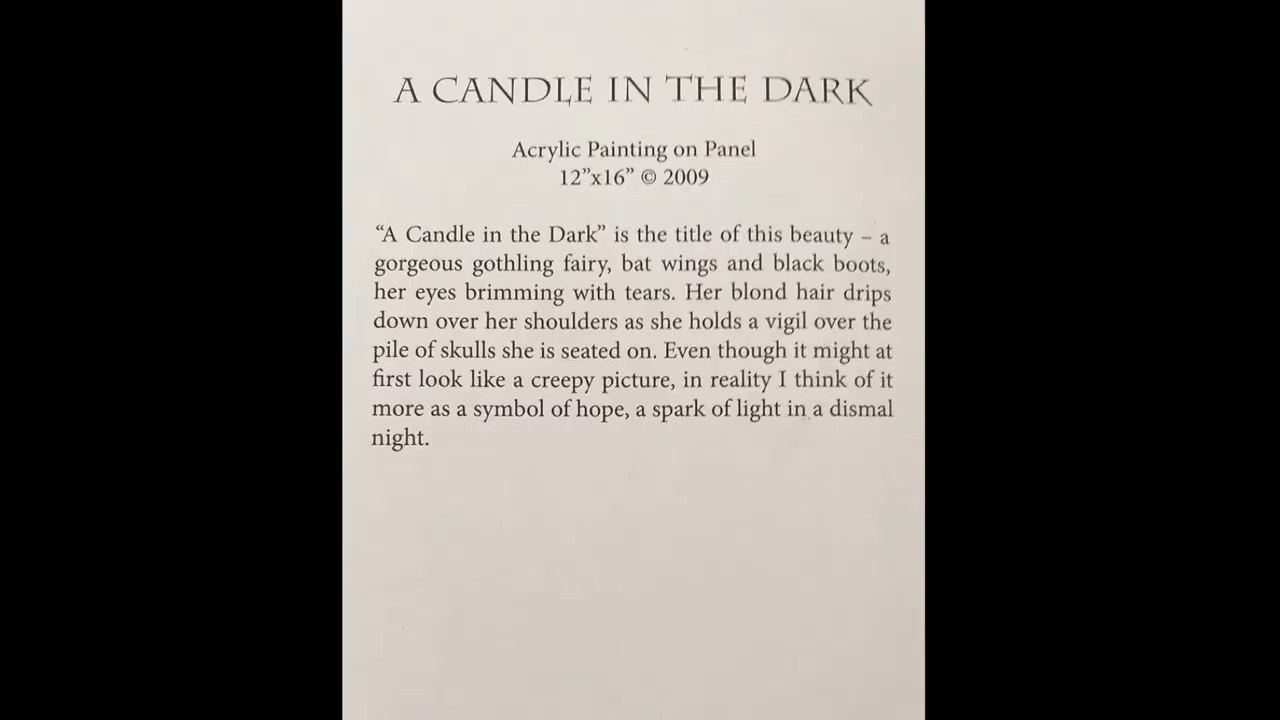 A CANDLE IN THE DARK
Acrylic Painting on Panel
12”x16” © 2009
“A Candle in the Dark” is the title of this beauty – a
gorgeous gothling fairy, bat wings and black boots,
her eyes brimming with tears. Her blond hair drips
down over her shoulders as she holds a vigil over the
pile of skulls she is seated on. Even though it might at
first look like a creepy picture, in reality I think of it
more as a symbol of hope, a spark of light in a dismal
night.